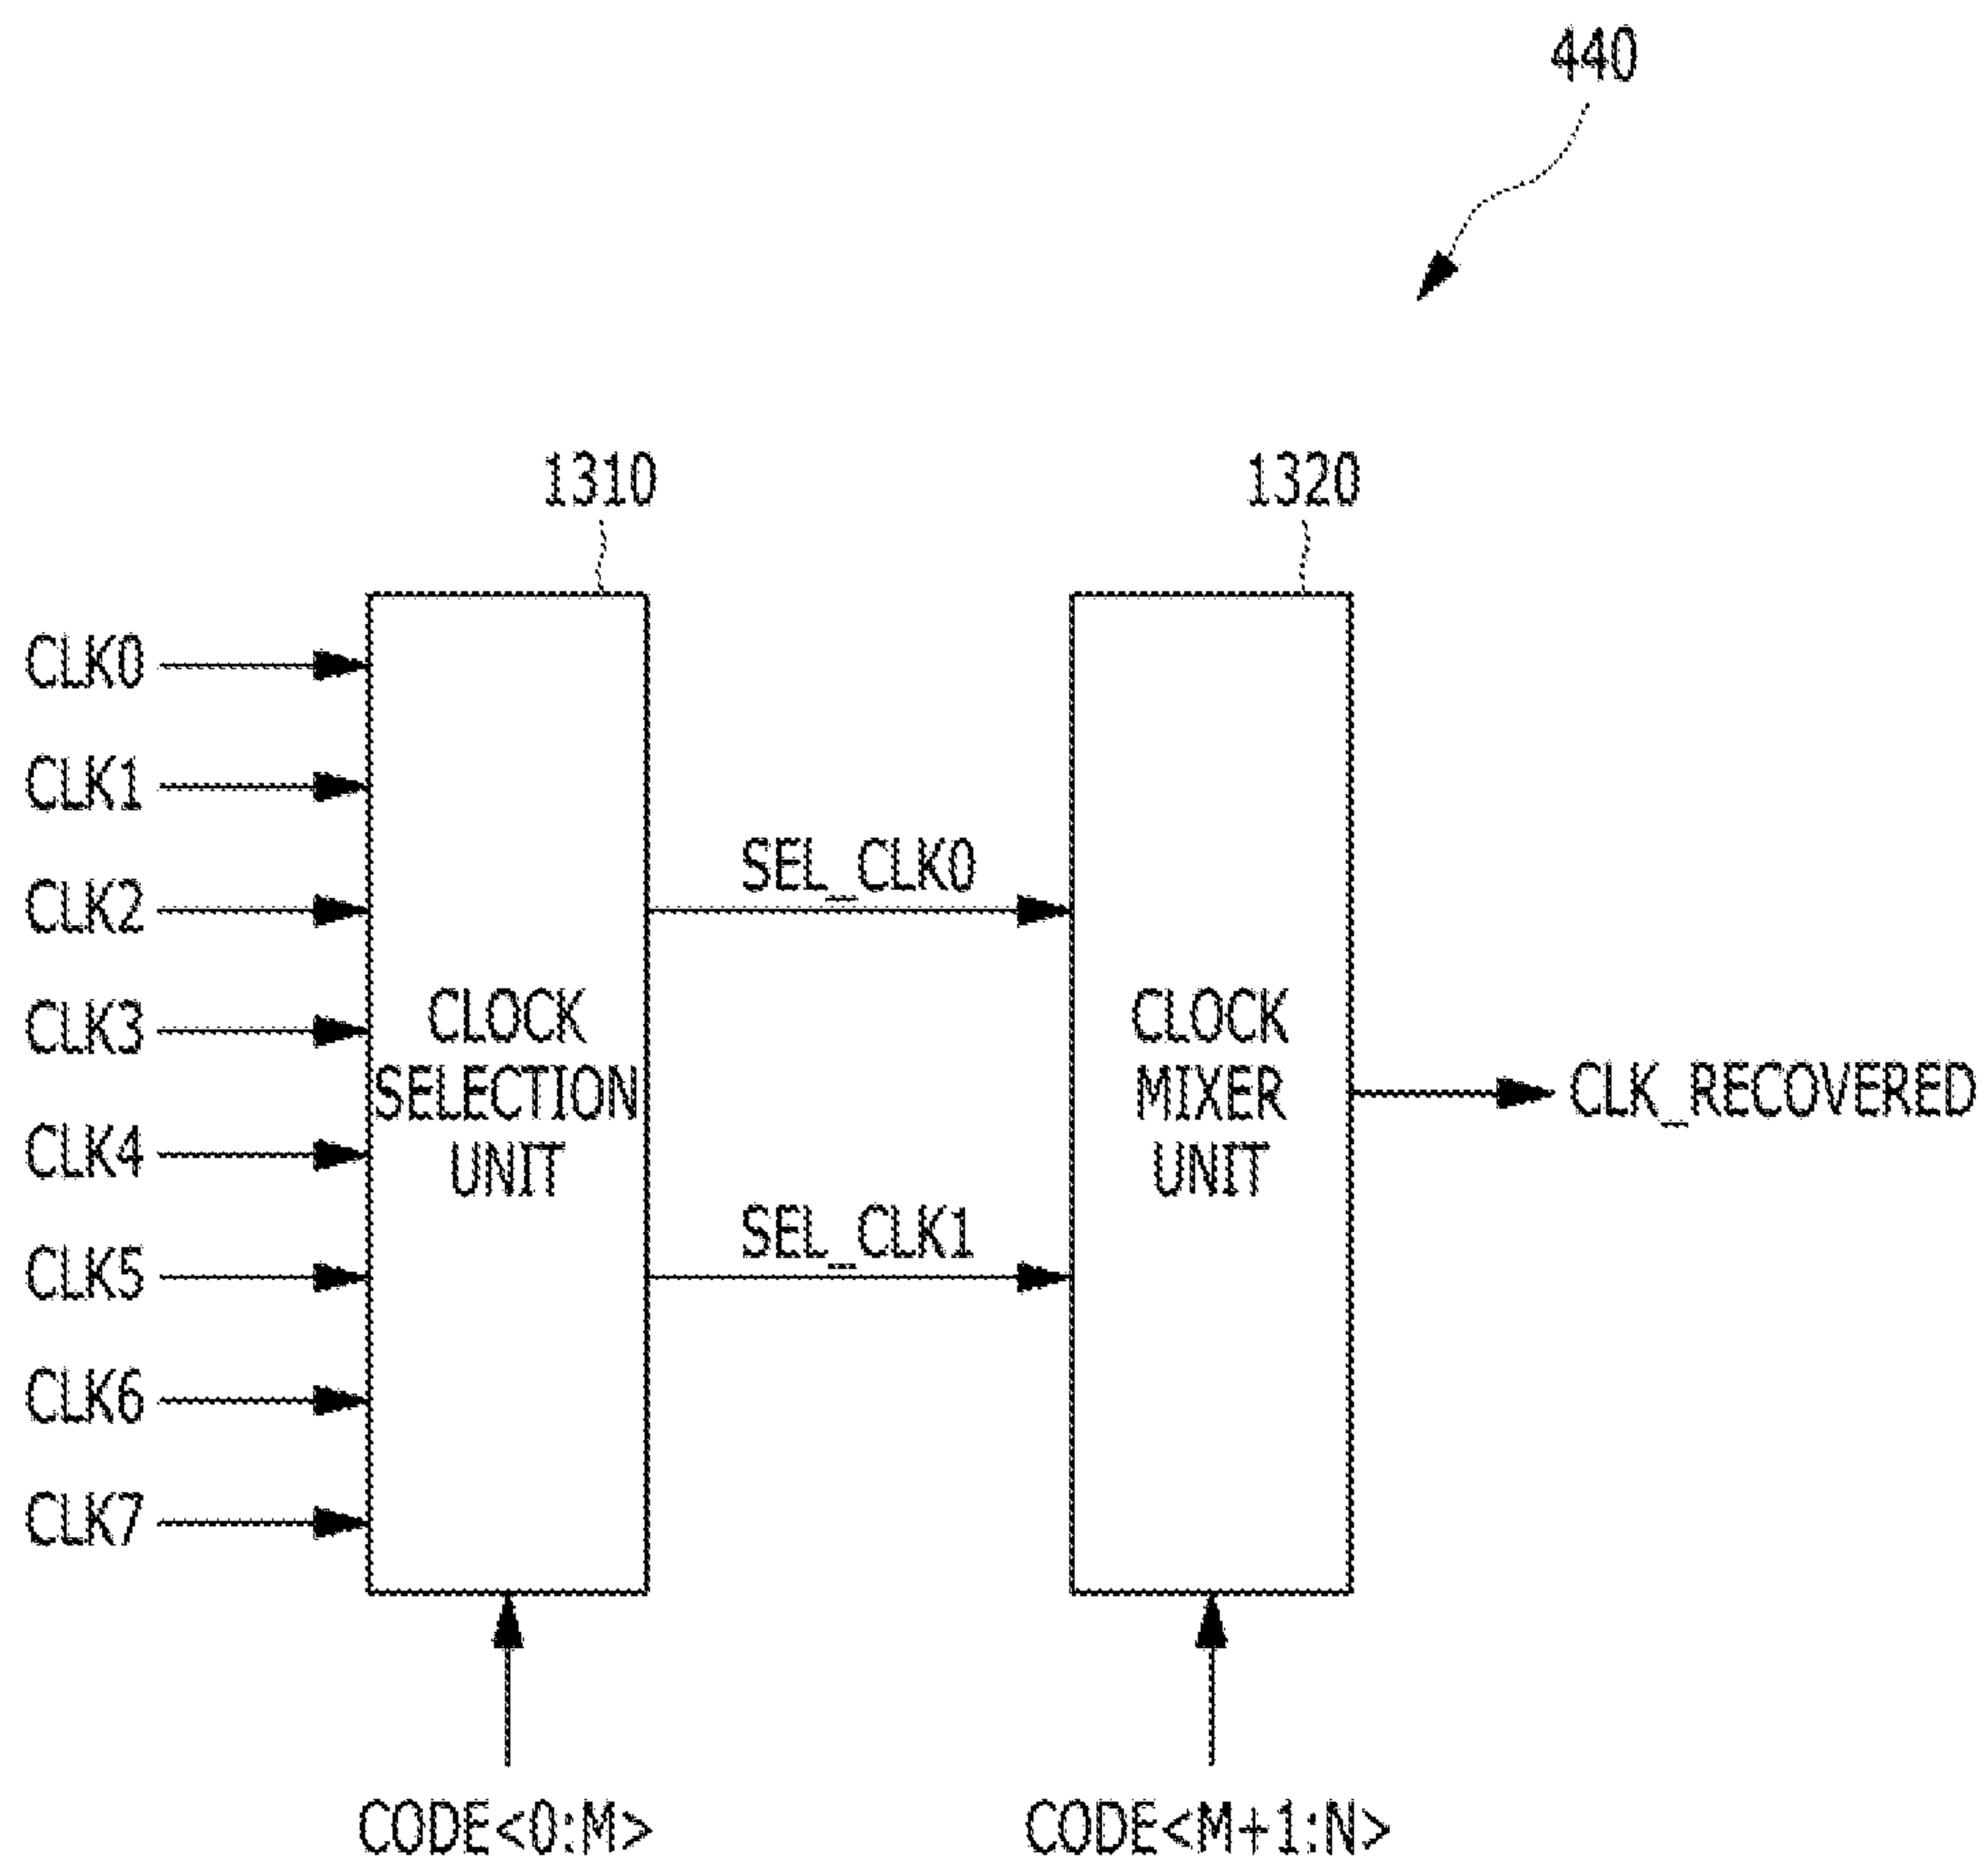 440
1310
1320
CLK0
CLK1
SEL_CLK0
CLK2
CLK3
CLOCK
SELECTION
UNIT
CLOCK
MIXER
UNIT
CLK_RECOVERED
CLK4
SEL_CLK1
CLK5
CLK6
CLK7
CODE<0:M>
CODE<M+1:N>